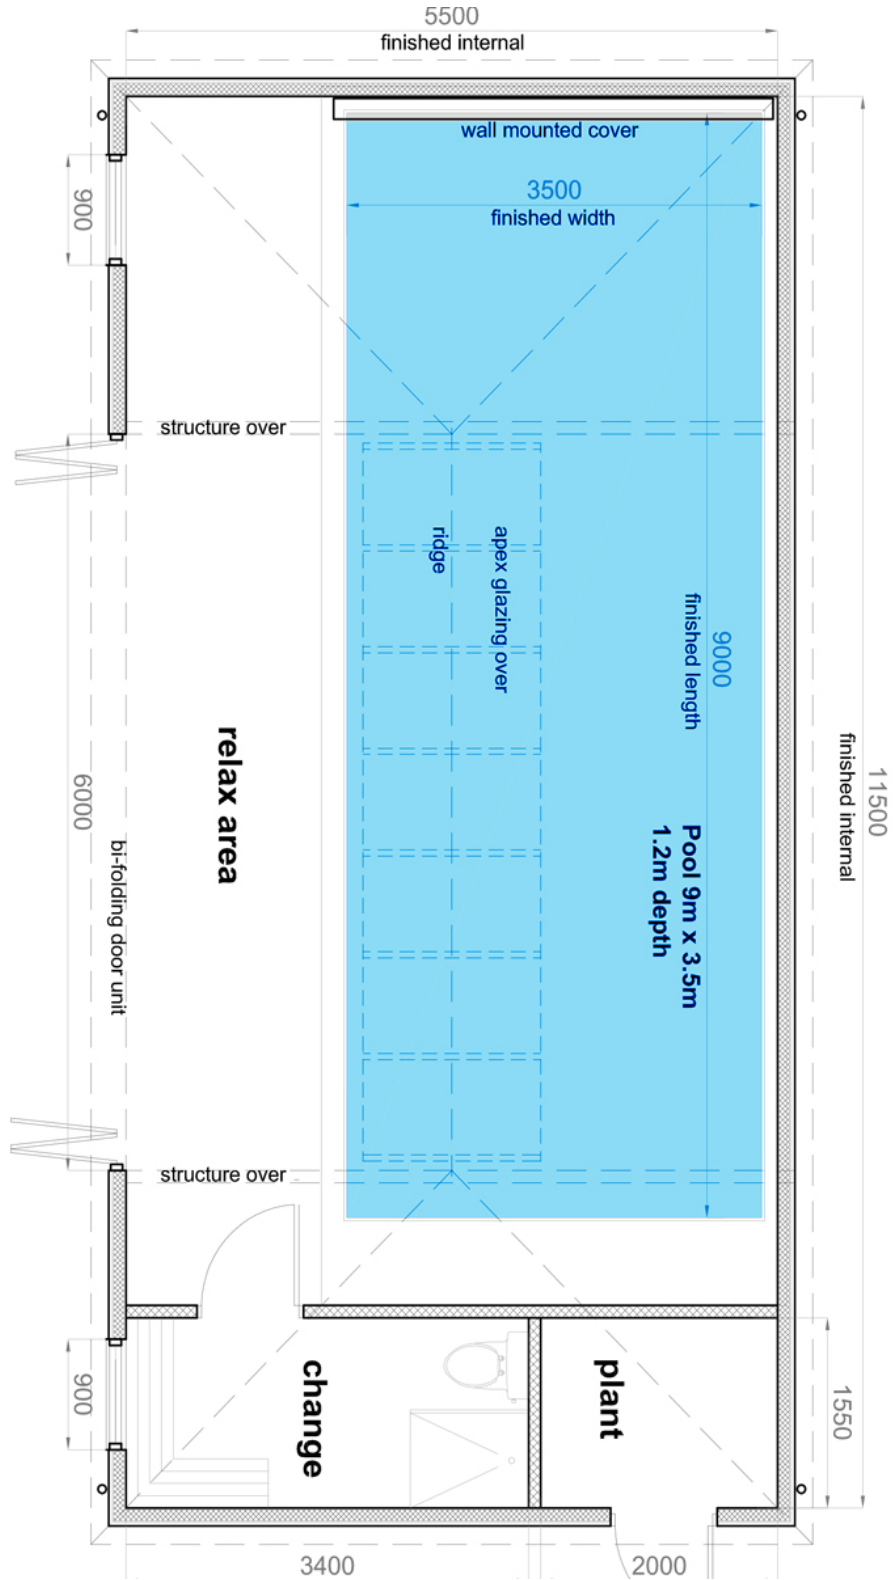 5500
finished internal
wall mounted cover
3500
finished width
900
structure over
ridge
apex glazing over
finished length
9000
relax area
Pool 9m x 3.5m
1.2m depth
finished internal
11500
6000
bi-folding door unit
structure over
900
change
plant
1550
3400
2000